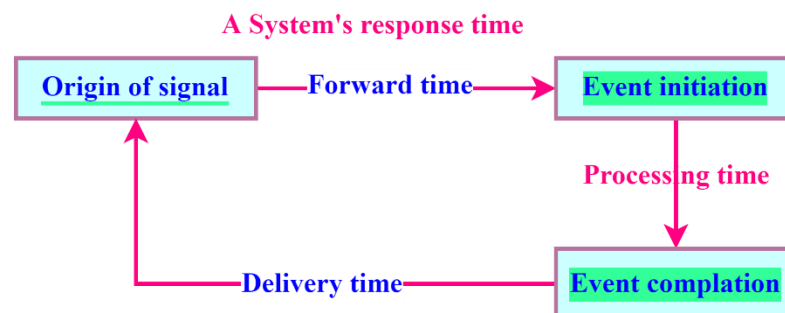 A System's response time
Origin of signal
Forward time
Event initiation
Processing time
Delivery time
Event complation